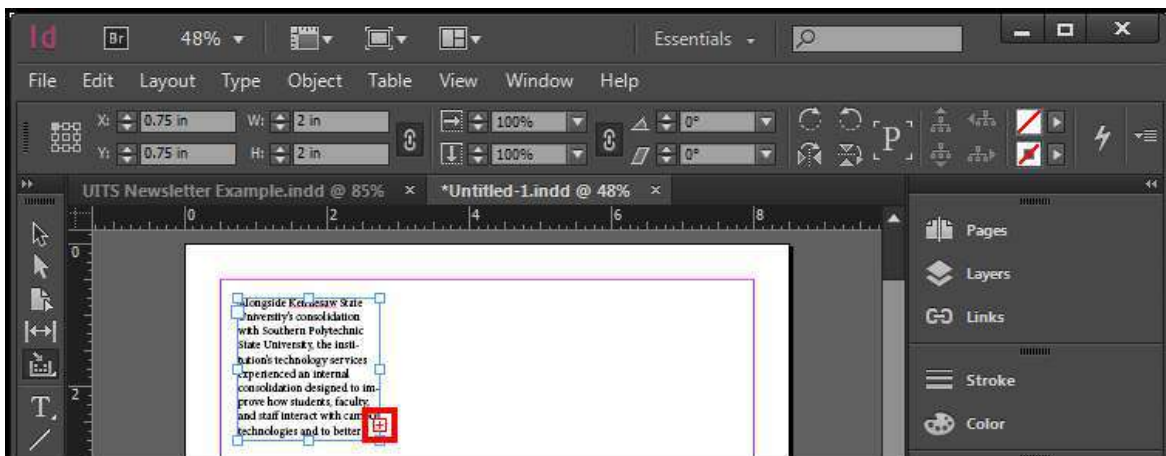 Id Br 48% Essentials
File Edit Layout Type Object Table View Window Help
X: 0.75 in W: 2 in 100% 0° P
Y: 0.75 in H: 2 in 100% 0°
UITS Newsletter Example.indd @ 85% × *Untitled-1.indd @ 48% ×
0 2 4 6 8
0
2
Alongside Kennesaw State
University's consolidation
with Southern Polytechnic
State University, the insti-
tution's technology services
experienced an internal
consolidation designed to im-
prove how students, faculty,
and staff interact with
technologies and to better
T
Pages
Layers
Links
Stroke
Color